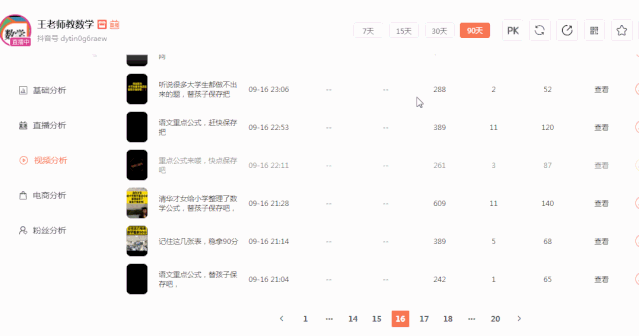 王老师教数学
直播中
抖音号 dytin0g6raew
7天 15天 30天 90天 PK
基础分析
直播分析
视频分析
电商分析
粉丝分析
听说很多大学生都做不出
来的题，替孩子保存把
09-16 23:06 -- -- 288 2 52 查看
语文重点公式，赶快保存
把
09-16 22:53 -- -- 389 11 120 查看
重点公式来喽，快点保存
吧
09-16 22:11 -- -- 261 3 87 查看
清华才女给小学整理了数
学公式，替孩子保存吧，
09-16 21:28 -- -- 609 11 140 查看
记住这几张表，稳拿90分
09-16 21:14 -- -- 389 5 68 查看
语文重点公式，替孩子保
存吧，
09-16 21:04 -- -- 242 1 65 查看
< 1 ··· 14 15 16 17 18 ··· 20 >